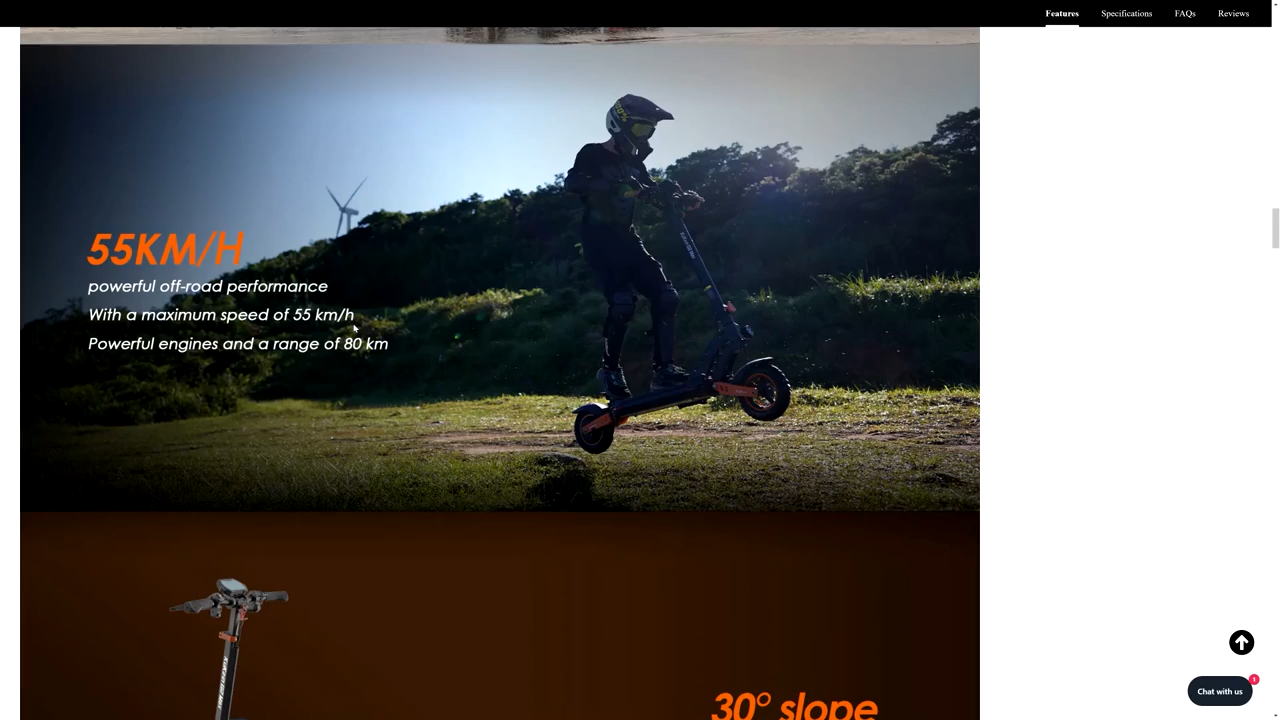 Features Specifications FAQs Reviews
55KM/H
powerful off-road performance
With a maximum speed of 55 km/h
Powerful engines and a range of 80 km
30° slope
1
Chat with us